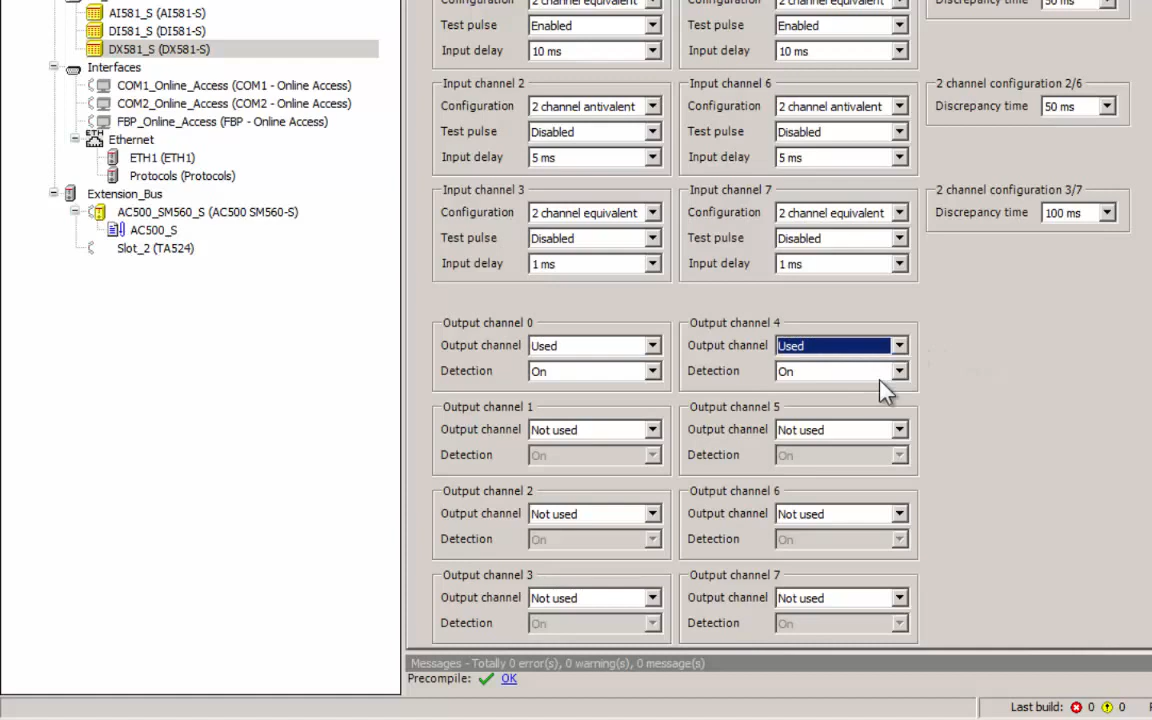 AI581_S (AI581-S)
DI581_S (DI581-S)
DX581_S (DX581-S)
Interfaces
COM1_Online_Access (COM1 - Online Access)
COM2_Online_Access (COM2 - Online Access)
FBP_Online_Access (FBP - Online Access)
ETH
Ethernet
ETH1 (ETH1)
Protocols (Protocols)
Extension_Bus
AC500_SM560_S (AC500 SM560-S)
AC500_S
Slot_2 (TA524)
Configuration 2 channel equivalent Configuration 2 channel equivalent Discrepancy time 50 ms
Test pulse Enabled Test pulse Enabled
Input delay 10 ms Input delay 10 ms
Input channel 2 Input channel 6 2 channel configuration 2/6
Configuration 2 channel antivalent Configuration 2 channel antivalent Discrepancy time 50 ms
Test pulse Disabled Test pulse Disabled
Input delay 5 ms Input delay 5 ms
Input channel 3 Input channel 7 2 channel configuration 3/7
Configuration 2 channel equivalent Configuration 2 channel equivalent Discrepancy time 100 ms
Test pulse Disabled Test pulse Disabled
Input delay 1 ms Input delay 1 ms
Output channel 0 Output channel 4
Output channel Used Output channel Used
Detection On Detection On
Output channel 1 Output channel 5
Output channel Not used Output channel Not used
Detection On Detection On
Output channel 2 Output channel 6
Output channel Not used Output channel Not used
Detection On Detection On
Output channel 3 Output channel 7
Output channel Not used Output channel Not used
Detection On Detection On
Messages - Totally 0 error(s), 0 warning(s), 0 message(s)
Precompile: OK
Last build: 0 0